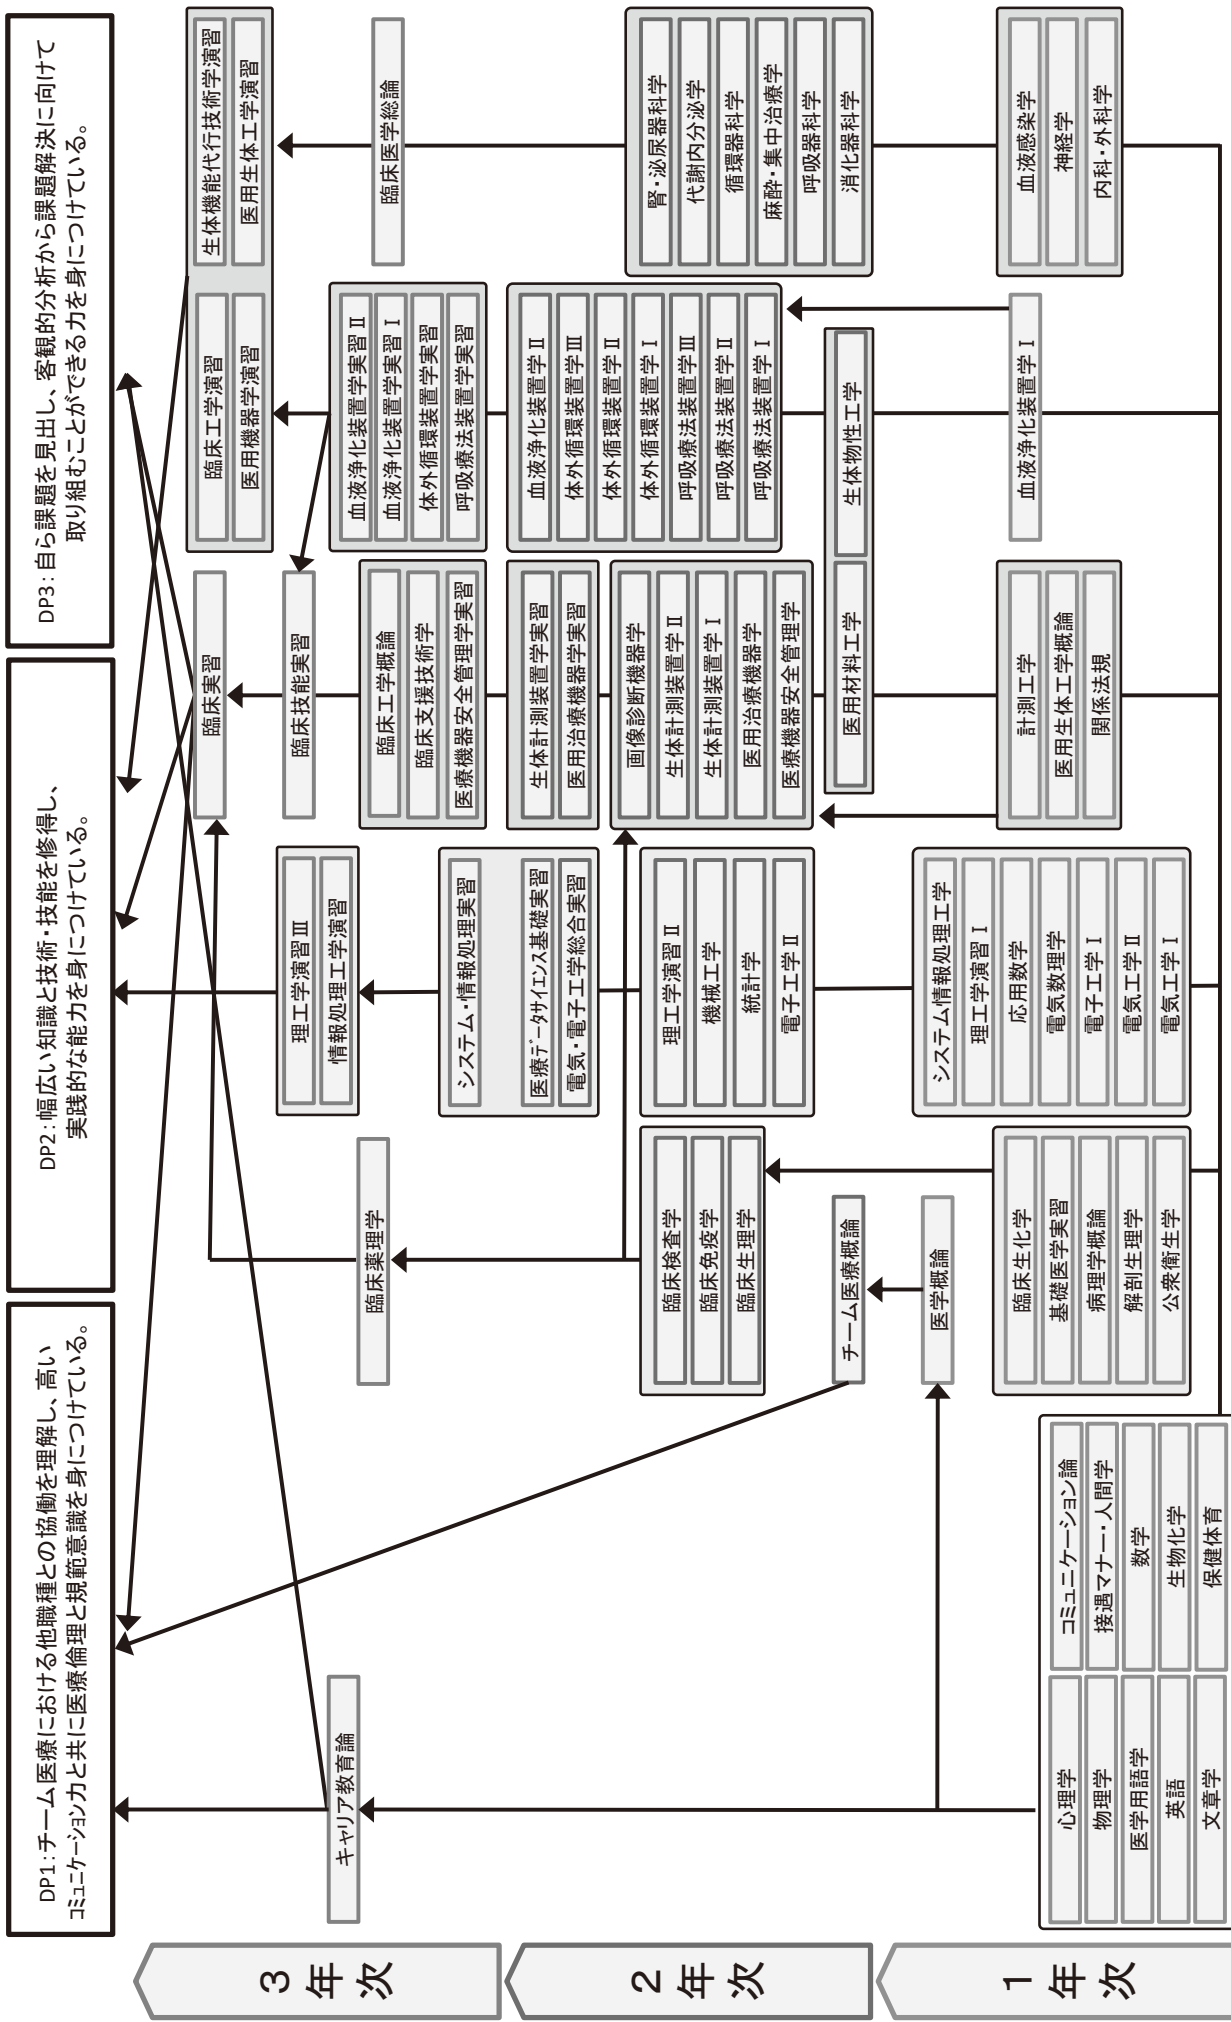 DP1：チーム医療における他職種との協働を理解し、高い
コミュニケーション力と共に医療倫理と規範意識を身につけている。
DP2：幅広い知識と技術・技能を修得し、
実践的な能力を身につけている。
DP3：自ら課題を見出し、客観的分析から課題解決に向けて
取り組むことができる力を身につけている。
3年次
キャリア教育論
臨床薬理学
理工学演習Ⅲ
情報処理工学演習
システム・情報処理実習
医療データサイエンス基礎実習
電気・電子工学総合実習
臨床実習
臨床技能実習
臨床工学概論
臨床支援技術学
医療機器安全管理学実習
臨床工学演習
医用機器学演習
生体機能代行技術学演習
医用生体工学演習
血液浄化装置学実習Ⅱ
血液浄化装置学実習Ⅰ
体外循環装置学実習
呼吸療法装置学実習
臨床医学総論
2年次
臨床検査学
臨床免疫学
臨床生理学
チーム医療概論
理工学演習Ⅱ
機械工学
統計学
電子工学Ⅱ
生体計測装置学実習
医用治療機器学実習
画像診断機器学
生体計測装置学Ⅱ
生体計測装置学Ⅰ
医用治療機器学
医療機器安全管理学
医用材料工学
生体物性工学
血液浄化装置学Ⅱ
体外循環装置学Ⅲ
体外循環装置学Ⅱ
体外循環装置学Ⅰ
呼吸療法装置学Ⅲ
呼吸療法装置学Ⅱ
呼吸療法装置学Ⅰ
腎・泌尿器科学
代謝内分泌学
循環器科学
麻酔・集中治療学
呼吸器科学
消化器科学
1年次
心理学
物理学
医学用語学
英語
文章学
コミュニケーション論
接遇マナー・人間学
数学
生物化学
保健体育
医学概論
臨床生化学
基礎医学実習
病理学概論
解剖生理学
公衆衛生学
システム情報処理工学
理工学演習Ⅰ
応用数学
電気数理学
電子工学Ⅰ
電気工学Ⅱ
電気工学Ⅰ
計測工学
医用生体工学概論
関係法規
血液浄化装置学Ⅰ
血液感染学
神経学
内科・外科学